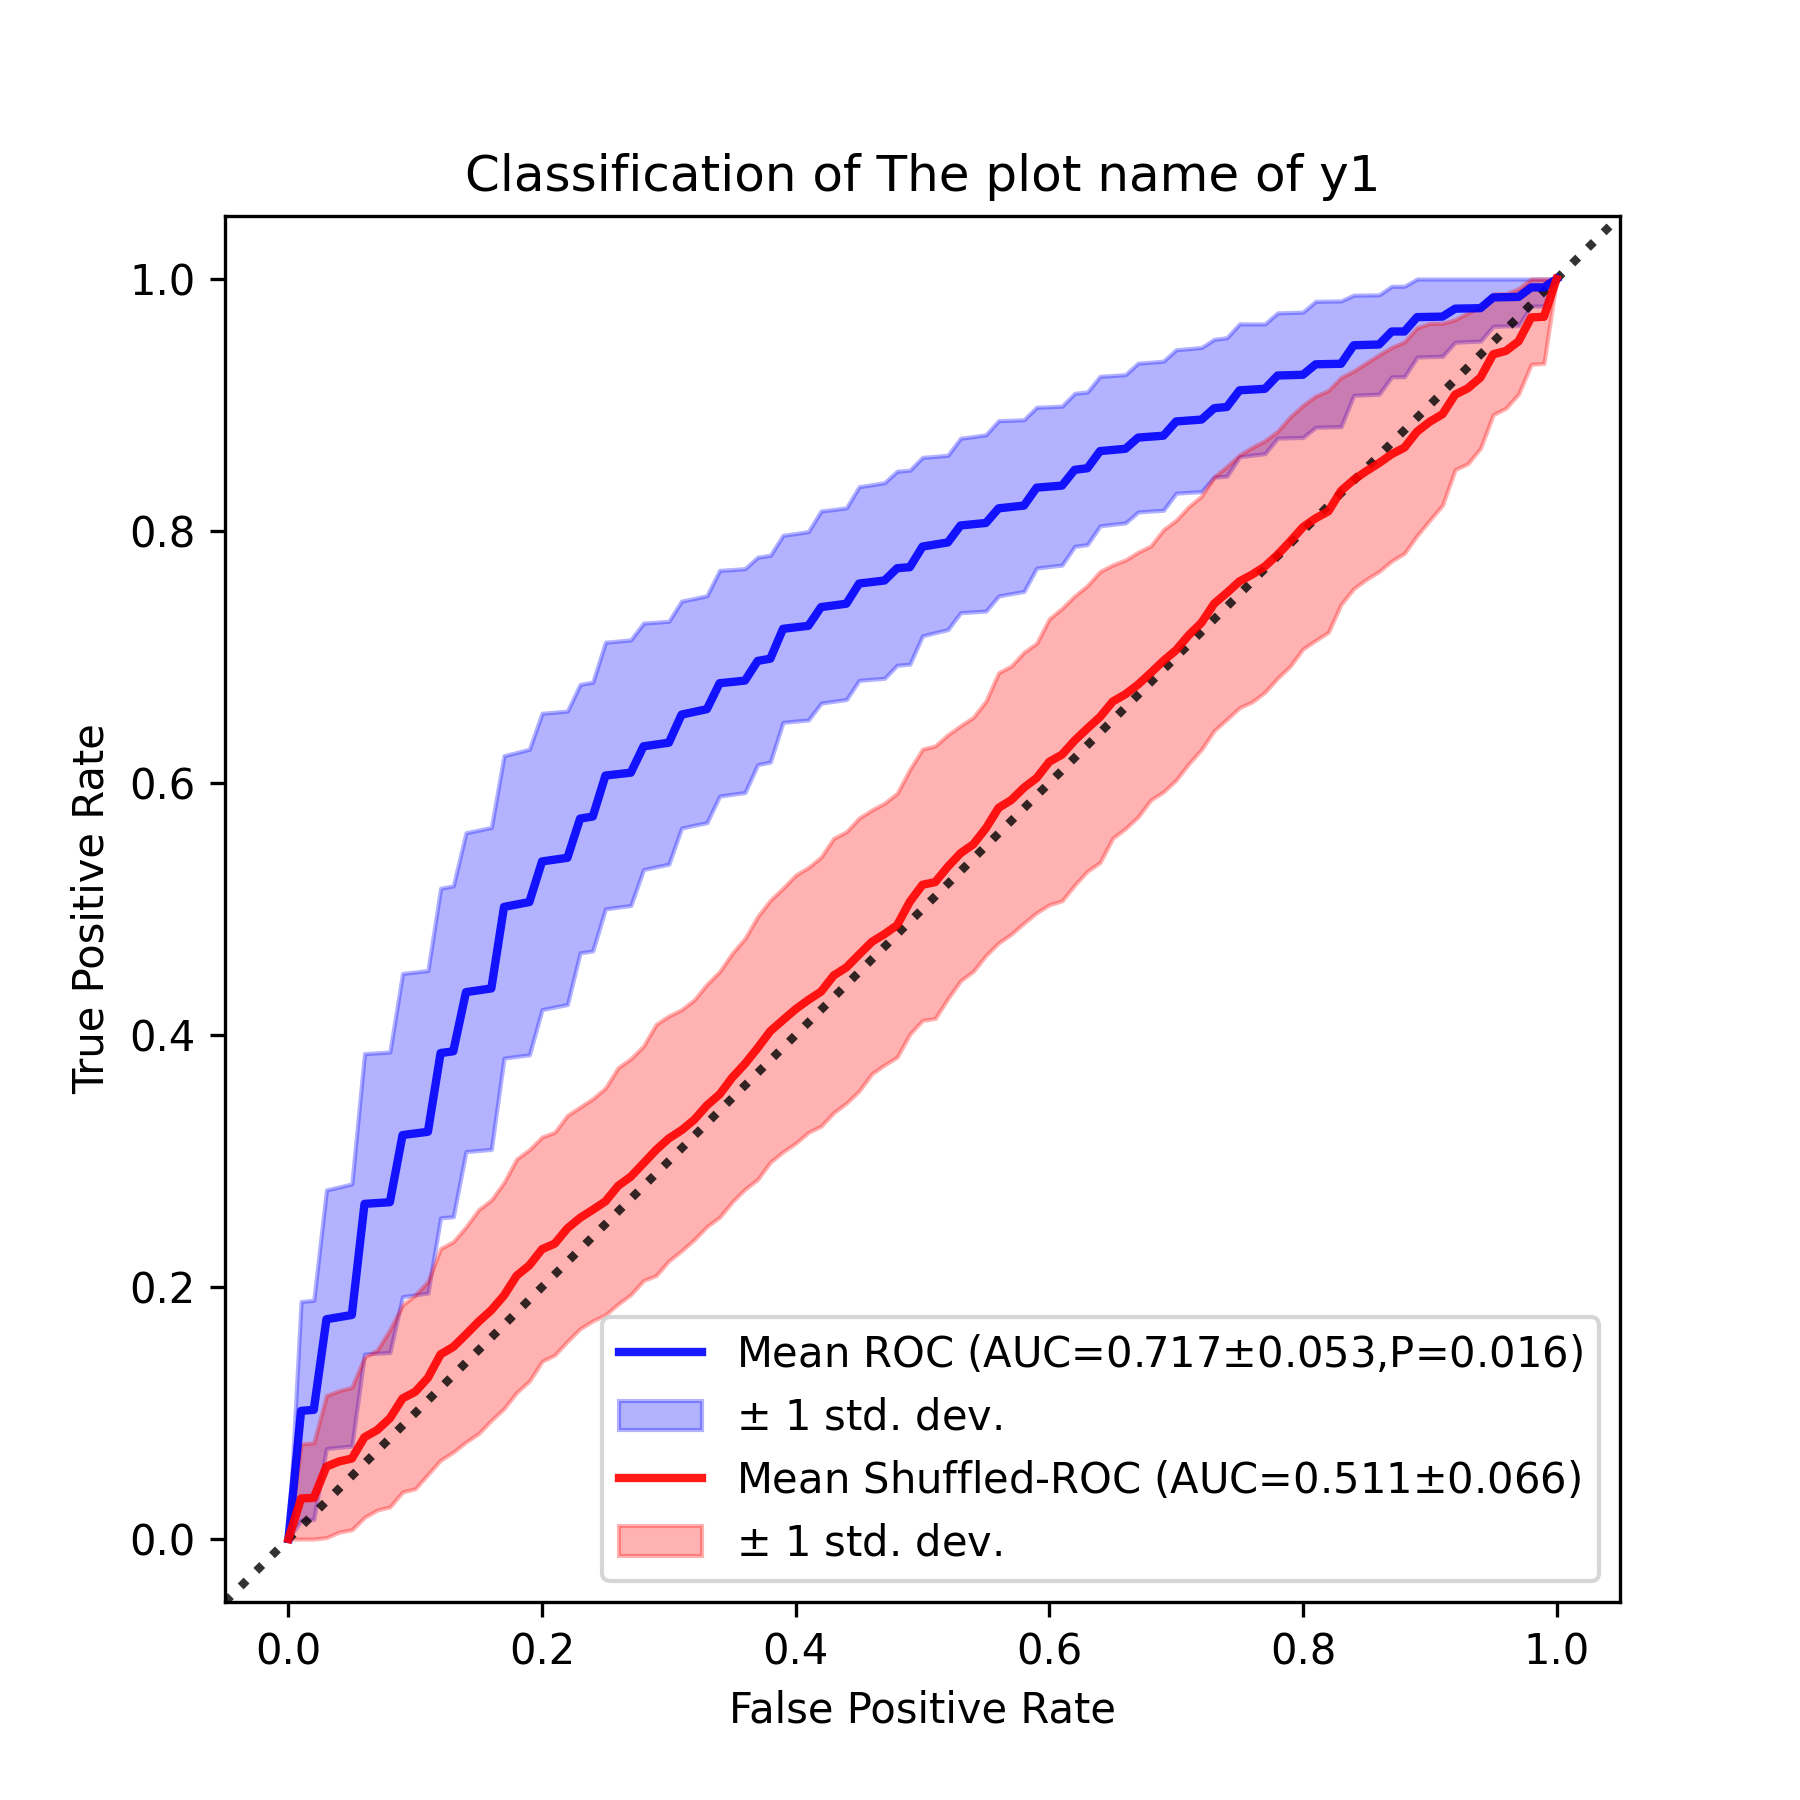 Classification of The plot name of y1
1.0
0.8
0.6
0.4
0.2
0.0
True Positive Rate
Mean ROC (AUC=0.717±0.053,P=0.016)
± 1 std. dev.
Mean Shuffled-ROC (AUC=0.511±0.066)
± 1 std. dev.
0.0 0.2 0.4 0.6 0.8 1.0
False Positive Rate